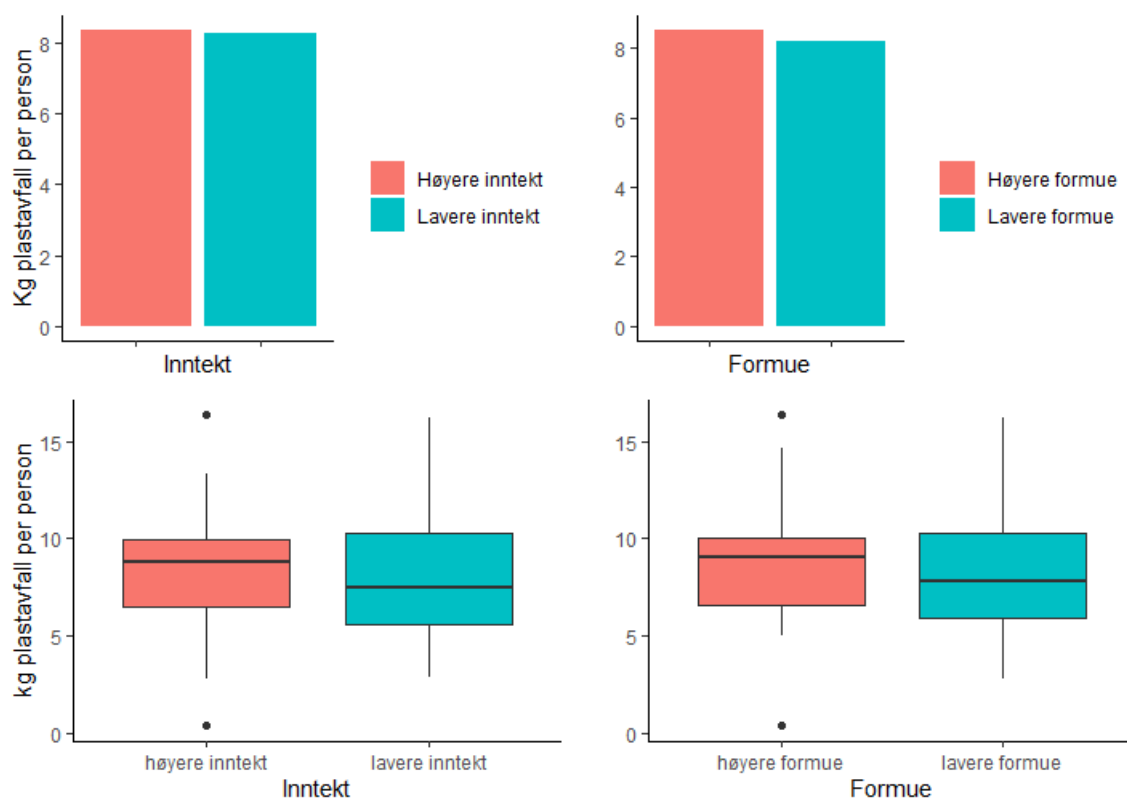 Kg plastavfall per person
8
6
4
2
0
Inntekt
Høyere inntekt
Lavere inntekt
8
6
4
2
0
Formue
Høyere formue
Lavere formue
kg plastavfall per person
15
10
5
0
høyere inntekt
lavere inntekt
Inntekt
15
10
5
0
høyere formue
lavere formue
Formue